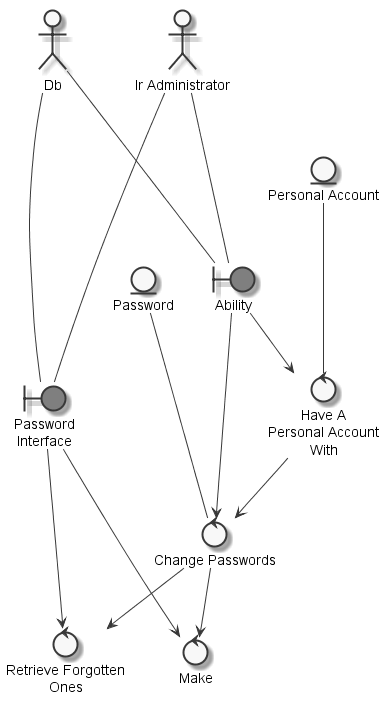 Db
Ir Administrator
Personal Account
Password
Ability
Password
Interface
Have A
Personal Account
With
Change Passwords
Retrieve Forgotten
Ones
Make